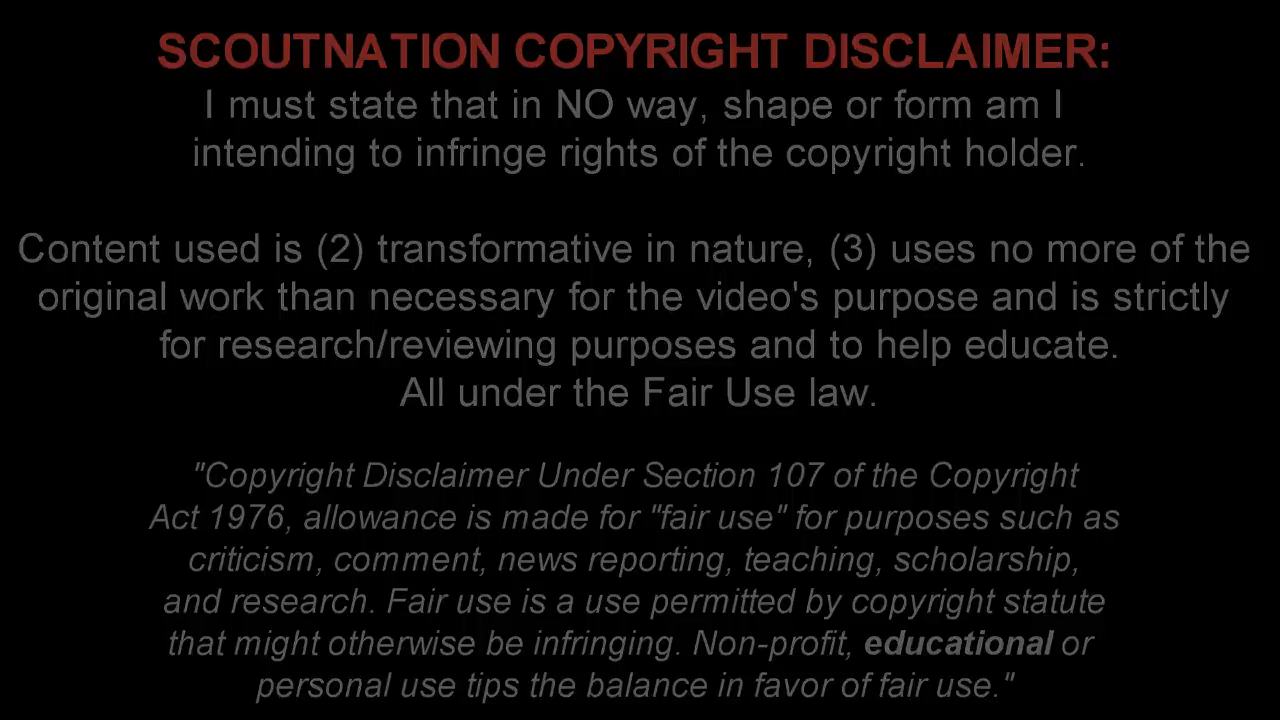 SCOUTNATION COPYRIGHT DISCLAIMER:
I must state that in NO way, shape or form am I
intending to infringe rights of the copyright holder.
Content used is (2) transformative in nature, (3) uses no more of the
original work than necessary for the video's purpose and is strictly
for research/reviewing purposes and to help educate.
All under the Fair Use law.
"Copyright Disclaimer Under Section 107 of the Copyright
Act 1976, allowance is made for "fair use" for purposes such as
criticism, comment, news reporting, teaching, scholarship,
and research. Fair use is a use permitted by copyright statute
that might otherwise be infringing. Non-profit, educational or
personal use tips the balance in favor of fair use."